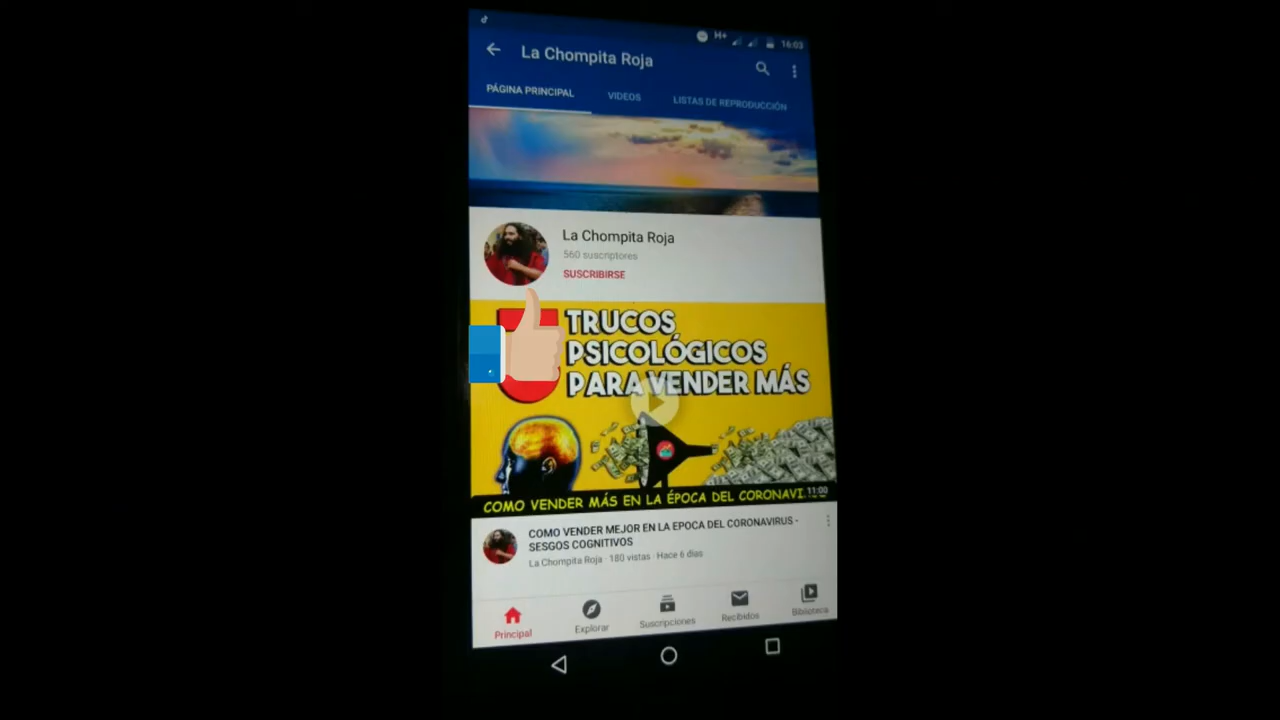 H+ 16:03
La Chompita Roja
PÁGINA PRINCIPAL VIDEOS LISTAS DE REPRODUCCIÓN
La Chompita Roja
560 suscriptores
SUSCRIBIRSE
TRUCOS
PSICOLÓGICOS
PARA VENDER MÁS
COMO VENDER MÁS EN LA ÉPOCA DEL CORONAVI
11:00
COMO VENDER MEJOR EN LA EPOCA DEL CORONAVIRUS -
SESGOS COGNITIVOS
La Chompita Roja · 180 vistas · Hace 6 días
Principal Explorar Suscripciones Recibidos Biblioteca